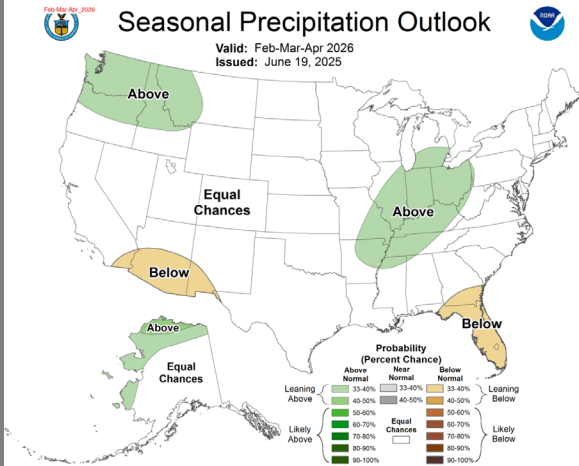 Feb-Mar-Apr_2026
Seasonal Precipitation Outlook
NOAA
Valid: Feb-Mar-Apr 2026
Issued: June 19, 2025
Above
Equal
Chances
Above
Below
Below
Above
Equal
Chances
Probability
(Percent Chance)
Above
Normal
Near
Normal
Below
Normal
Leaning
Above
33-40%
40-50%
33-40%
40-50%
33-40%
40-50%
Leaning
Below
Likely
Above
50-60%
60-70%
70-80%
80-90%
90-100%
Equal
Chances
50-60%
60-70%
70-80%
80-90%
90-100%
Likely
Below